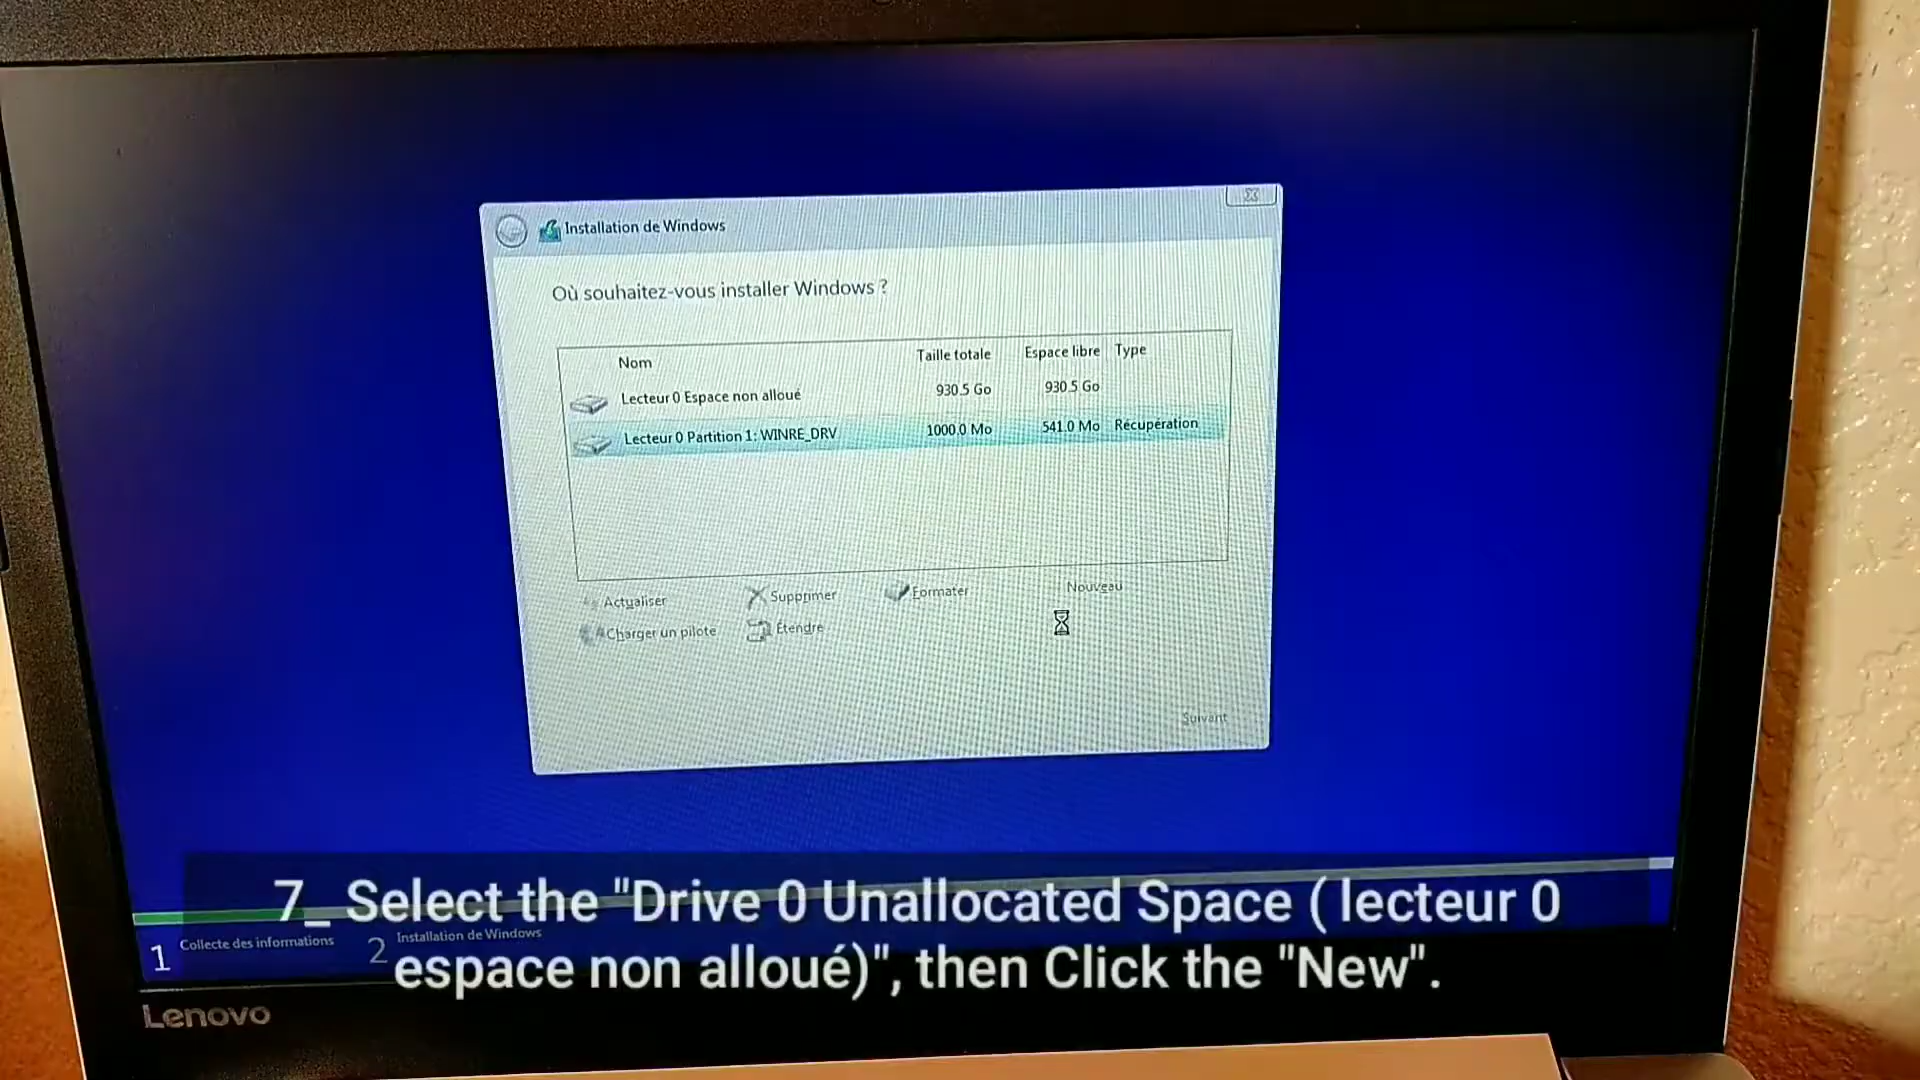 Installation de Windows
Où souhaitez-vous installer Windows ?
Nom Taille totale Espace libre Type
Lecteur 0 Espace non alloué 930.5 Go 930.5 Go
Lecteur 0 Partition 1: WINRE_DRV 1000.0 Mo 541.0 Mo Récupération
Actualiser Supprimer Formater Nouveau
Charger un pilote Étendre
Suivant
7_ Select the "Drive 0 Unallocated Space ( lecteur 0
espace non alloué)", then Click the "New".
1 Collecte des informations 2 Installation de Windows
Lenovo